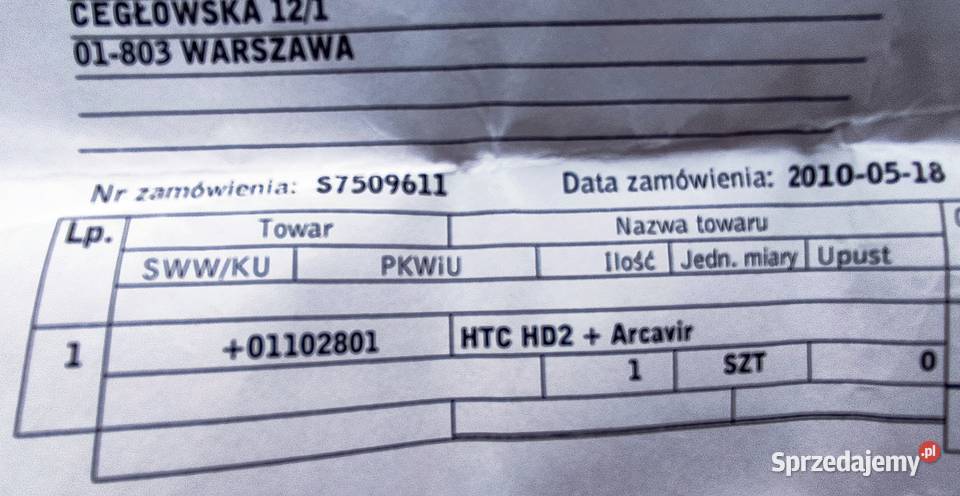 CEGŁOWSKA 12/1
01-803 WARSZAWA
Nr zamówienia: S7509611 Data zamówienia: 2010-05-18
Lp. Towar Nazwa towaru
SWW/KU PKWiU Ilość Jedn. miary Upust
1 +01102801 HTC HD2 + Arcavir
1 SZT 0
Sprzedajemy.pl